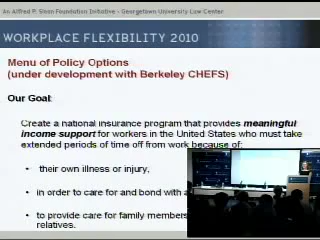 An Alfred P. Sloan Foundation Initiative - Georgetown University Law Center
WORKPLACE FLEXIBILITY 2010
Menu of Policy Options
(under development with Berkeley CHEFS)
Our Goal:
Create a national insurance program that provides meaningful
income support for workers in the United States who must take
extended periods of time off from work because of:
• their own illness or injury,
• in order to care for and bond with a
• to provide care for family members
relatives.